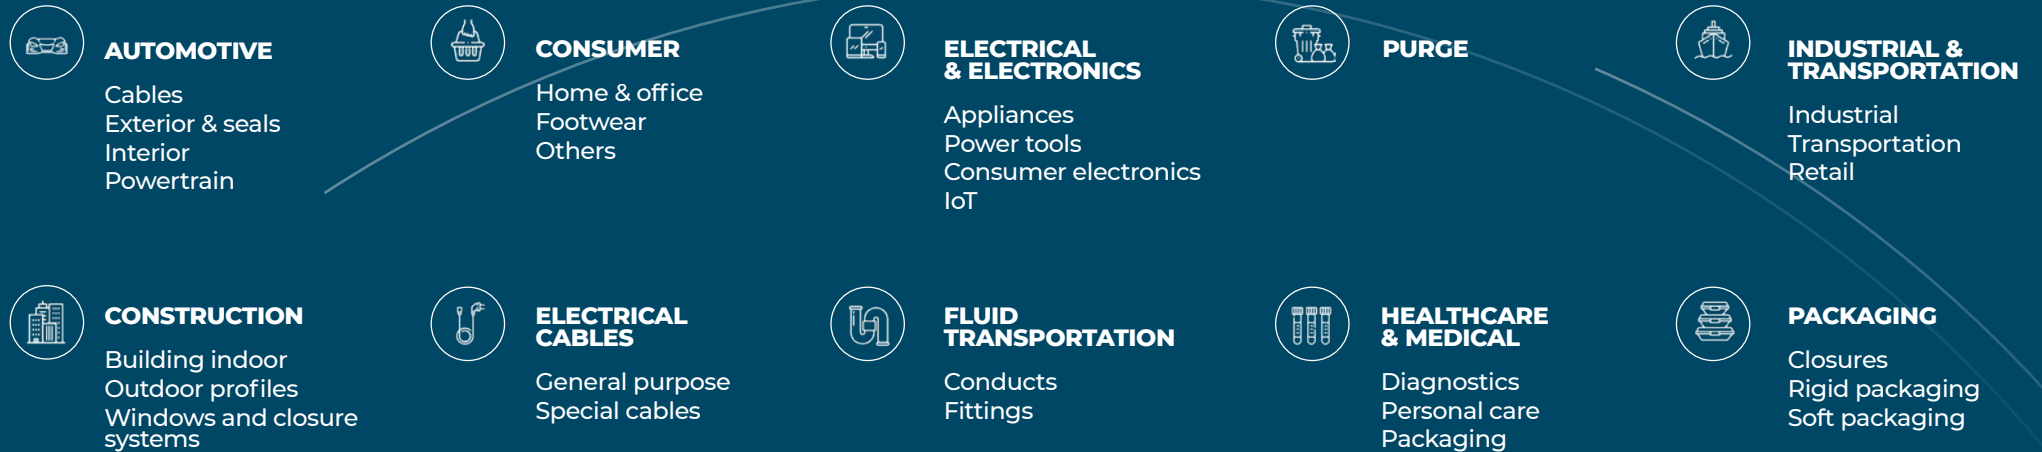 AUTOMOTIVE
Cables
Exterior & seals
Interior
Powertrain
CONSUMER
Home & office
Footwear
Others
ELECTRICAL
& ELECTRONICS
Appliances
Power tools
Consumer electronics
IoT
PURGE
INDUSTRIAL &
TRANSPORTATION
Industrial
Transportation
Retail
CONSTRUCTION
Building indoor
Outdoor profiles
Windows and closure
systems
ELECTRICAL
CABLES
General purpose
Special cables
FLUID
TRANSPORTATION
Conducts
Fittings
HEALTHCARE
& MEDICAL
Diagnostics
Personal care
Packaging
PACKAGING
Closures
Rigid packaging
Soft packaging